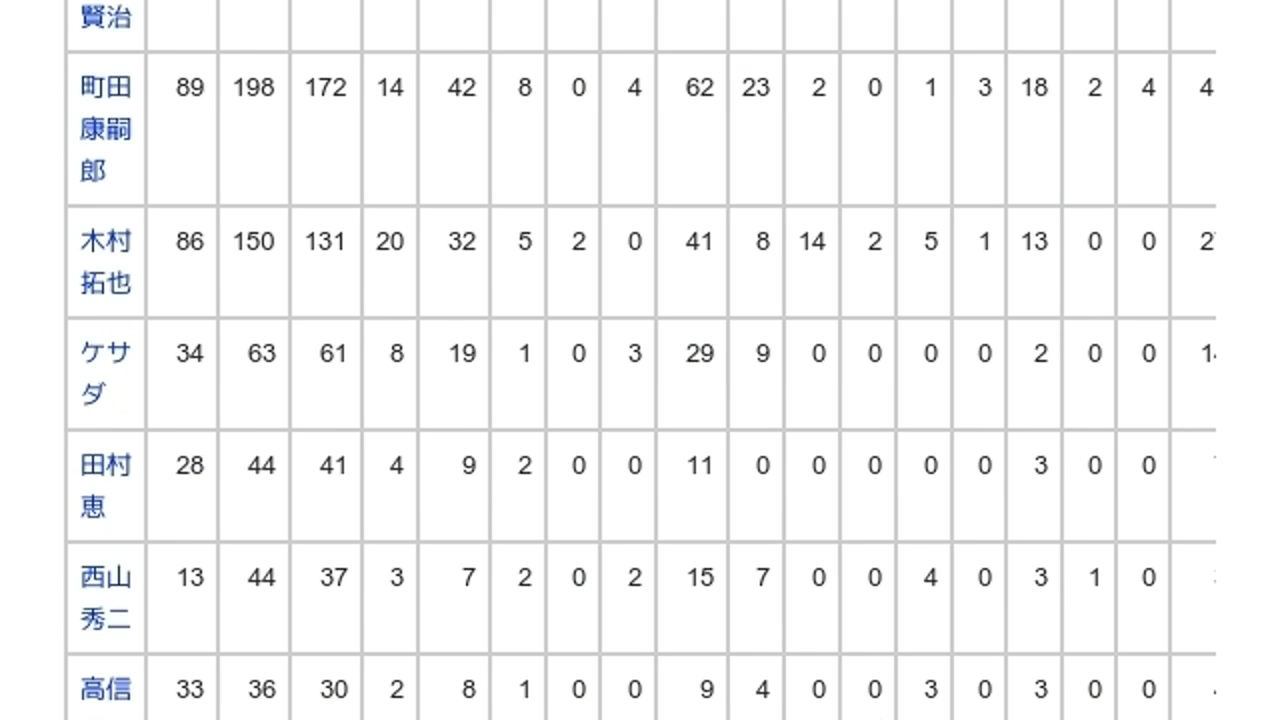 賢治
町田 89 198 172 14 42 8 0 4 62 23 2 0 1 3 18 2 4 4
康嗣
郎
木村 86 150 131 20 32 5 2 0 41 8 14 2 5 1 13 0 0
拓也
ケサ 34 63 61 8 19 1 0 3 29 9 0 0 0 0 2 0 0
ダ
田村 28 44 41 4 9 2 0 0 11 0 0 0 0 0 3 0 0
恵
西山 13 44 37 3 7 2 0 2 15 7 0 0 4 0 3 1 0
秀二
高信 33 36 30 2 8 1 0 0 9 4 0 0 3 0 3 0 0